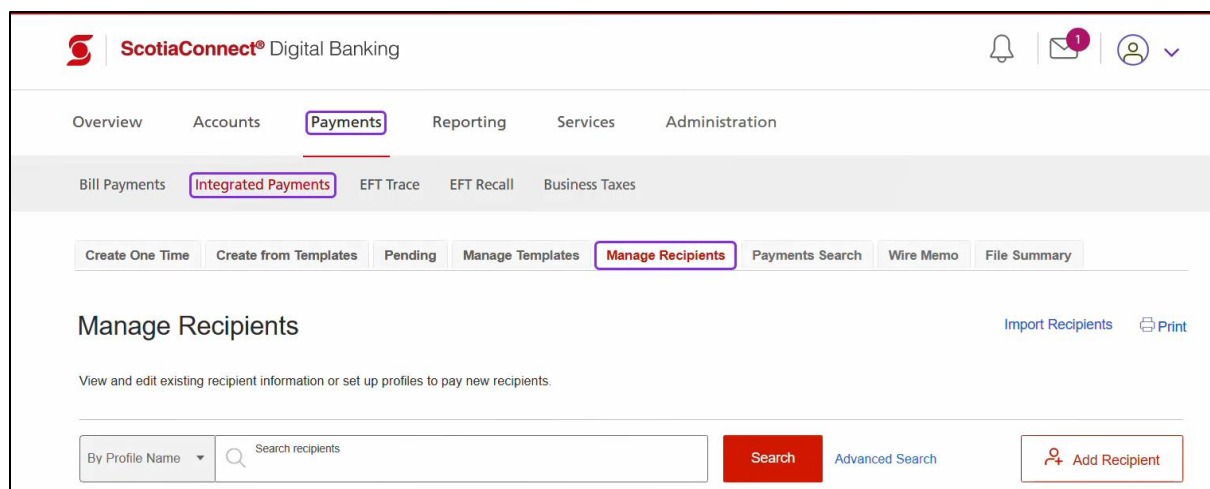 ScotiaConnect® Digital Banking
1
Overview Accounts Payments Reporting Services Administration
Bill Payments Integrated Payments EFT Trace EFT Recall Business Taxes
Create One Time Create from Templates Pending Manage Templates Manage Recipients Payments Search Wire Memo File Summary
Manage Recipients
Import Recipients Print
View and edit existing recipient information or set up profiles to pay new recipients.
By Profile Name Search recipients Search Advanced Search Add Recipient